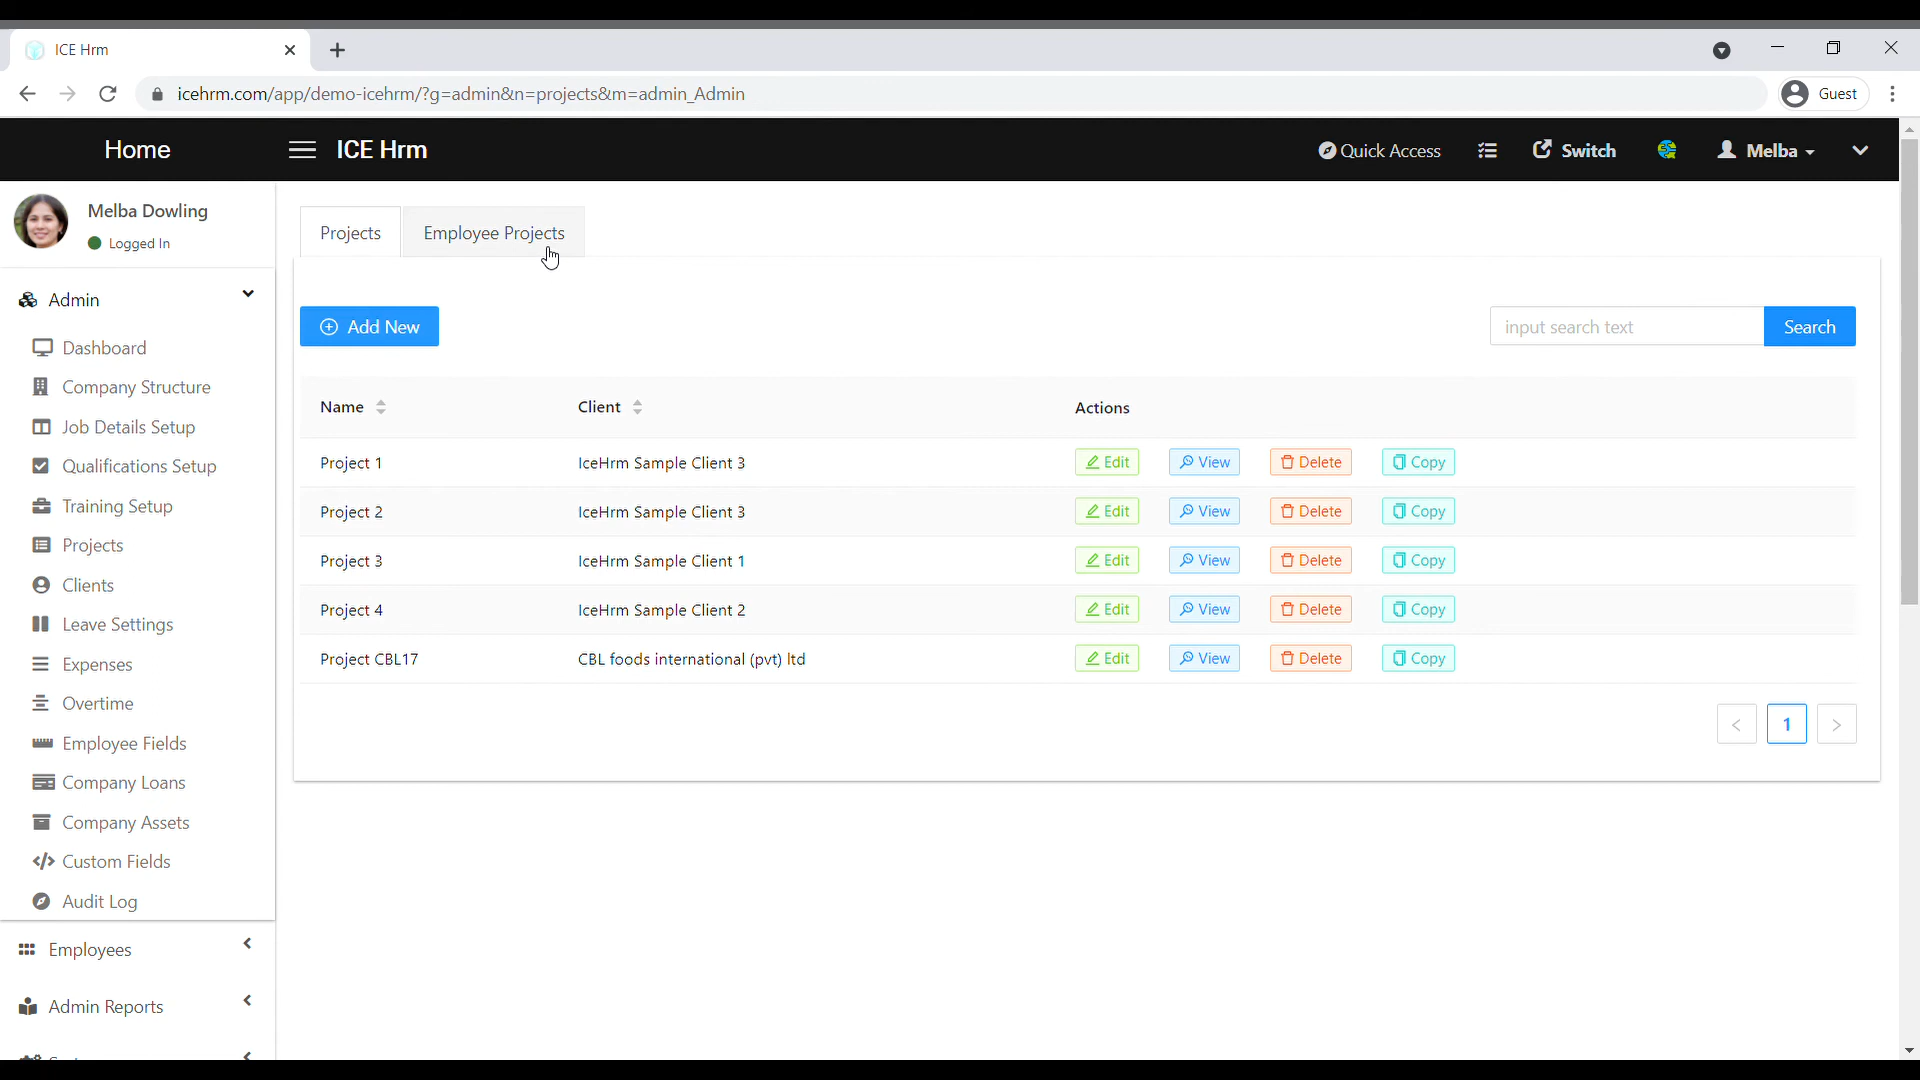 ICE Hrm
icehrm.com/app/demo-icehrm/?g=admin&n=projects&m=admin_Admin
Guest
Home
ICE Hrm
Quick Access
Switch
Melba
Melba Dowling
Logged In
Admin
Dashboard
Company Structure
Job Details Setup
Qualifications Setup
Training Setup
Projects
Clients
Leave Settings
Expenses
Overtime
Employee Fields
Company Loans
Company Assets
Custom Fields
Audit Log
Employees
Admin Reports
Projects
Employee Projects
Add New
input search text
Search
Name Client Actions
Project 1 IceHrm Sample Client 3 Edit View Delete Copy
Project 2 IceHrm Sample Client 3 Edit View Delete Copy
Project 3 IceHrm Sample Client 1 Edit View Delete Copy
Project 4 IceHrm Sample Client 2 Edit View Delete Copy
Project CBL17 CBL foods international (pvt) ltd Edit View Delete Copy
< 1 >